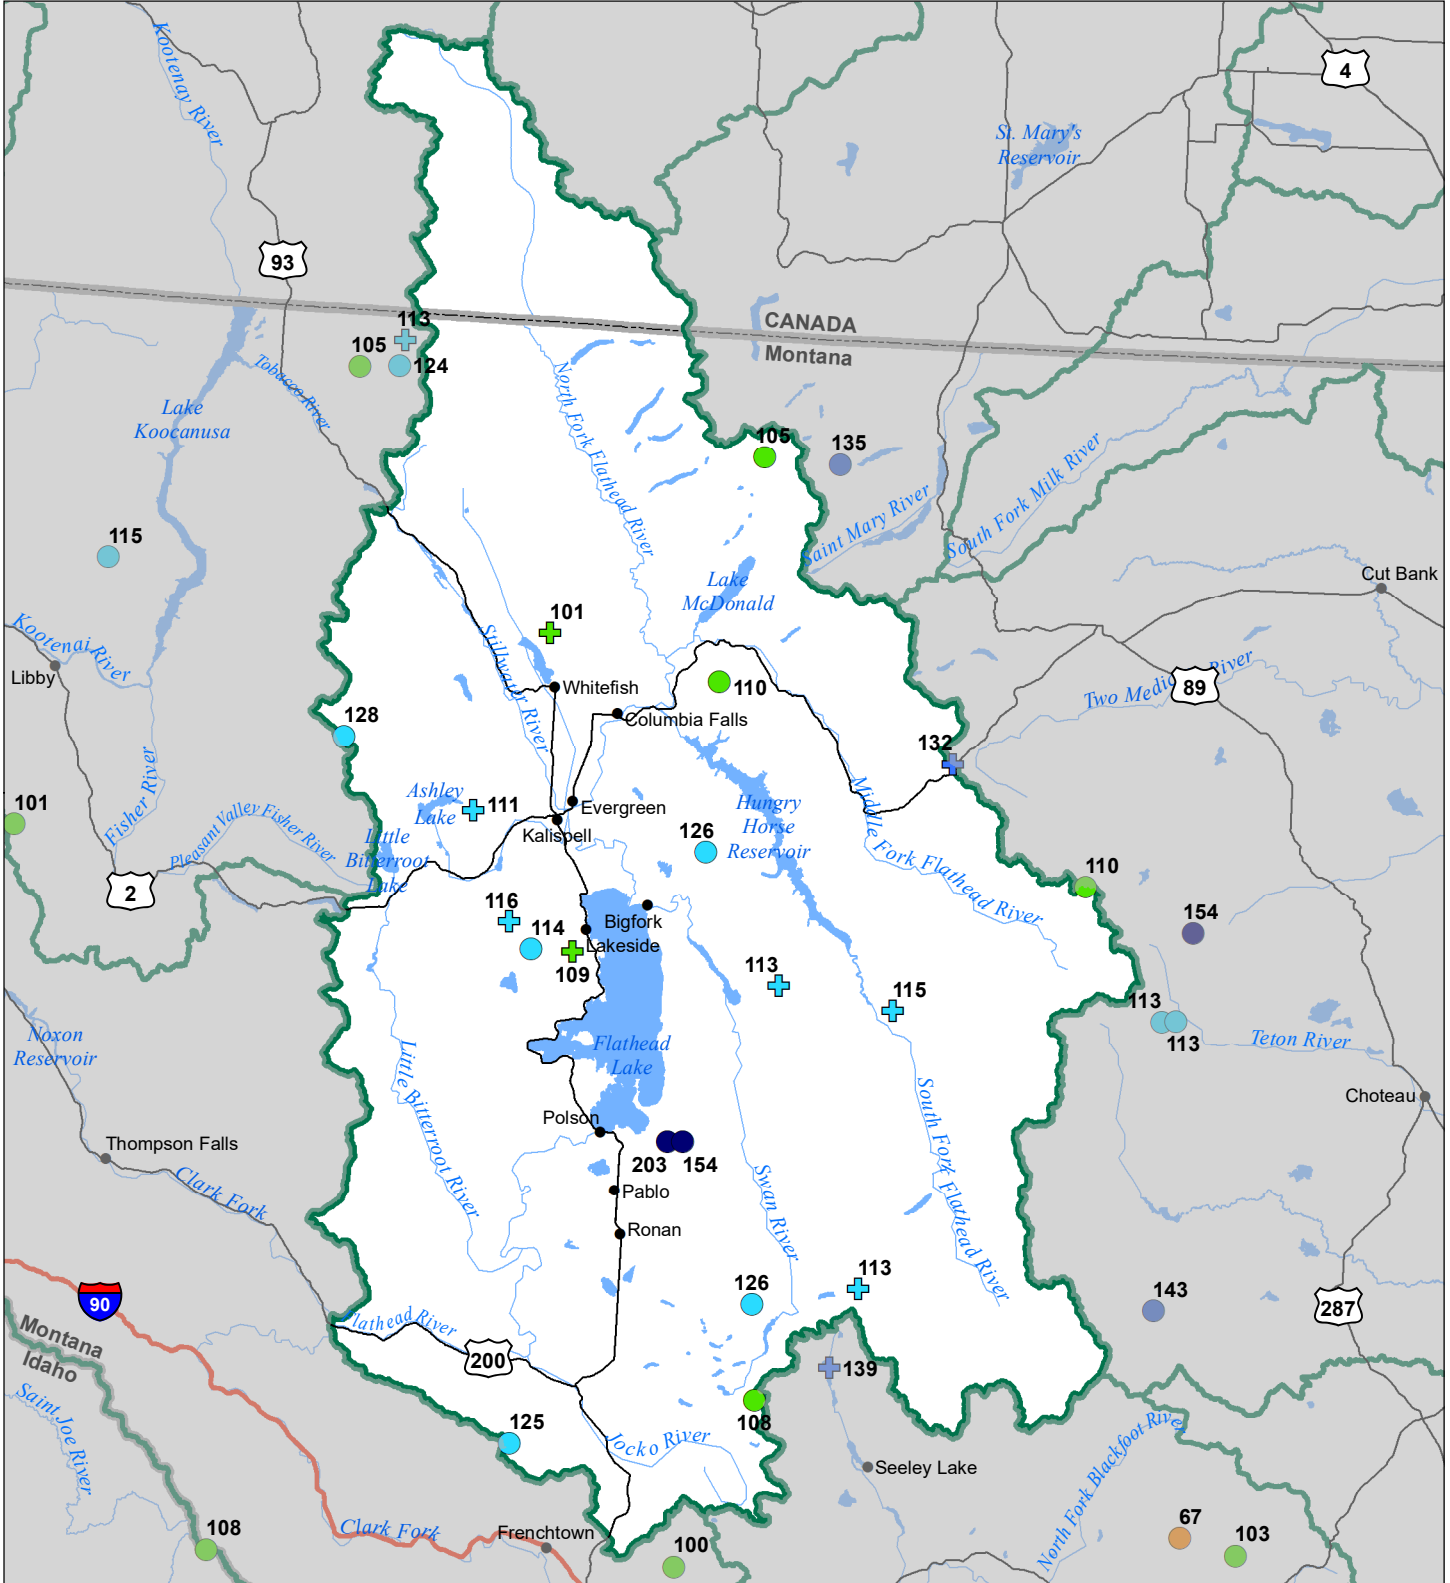 Kootenay River
4
St. Mary's
Reservoir
93
CANADA
Montana
113
105
124
Tobacco River
Lake
Koocanusa
North Fork Flathead River
105
135
Saint Mary River
South Fork Milk River
115
Cut Bank
Lake
McDonald
101
Kootenai River
Libby
Stillwater River
Whitefish
110
Columbia Falls
Two Medic
River
89
128
132
Fisher River
101
Ashley
Lake
111
Evergreen
Kalispell
Hungry
Horse
Reservoir
Middle
Fork Flathead River
Pleasant Valley Fisher River
Little
Bitterroot
Lake
126
2
110
154
116
114
Bigfork
Lakeside
109
113
115
113
113
Teton River
Noxon
Reservoir
Flathead
Lake
Little Bitterroot River
South Fork Flathead River
Choteau
Polson
Thompson Falls
203
154
Clark Fork
Pablo
Swan River
Ronan
126
113
143
287
90
Montana
Idaho
Flathead River
200
139
108
Saint Joe River
125
Jocko River
Seeley Lake
North Fork Blackfoot River
108
Clark Fork
Frenchtown
100
67
103